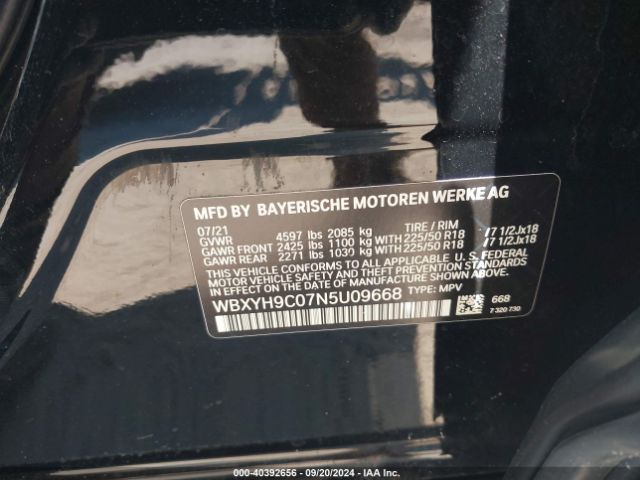 MFD BY BAYERISCHE MOTOREN WERKE AG
07/21 TIRE / RIM
GVWR 4597 lbs 2085 kg
GAWR FRONT 2425 lbs 1100 kg WITH 225/50 R18 /7 1/2Jx18
GAWR REAR 2271 lbs 1030 kg WITH 225/50 R18 /7 1/2Jx18
THIS VEHICLE CONFORMS TO ALL APPLICABLE U.S. FEDERAL
MOTOR VEHICLE SAFETY AND THEFT PREVENTION STANDARDS
IN EFFECT ON THE DATE OF MANUFACTURE SHOWN ABOVE.
WBXYH9C07N5U09668 TYPE: MPV
668
7 320 730
000-40392656 - 09/20/2024 - IAA Inc.